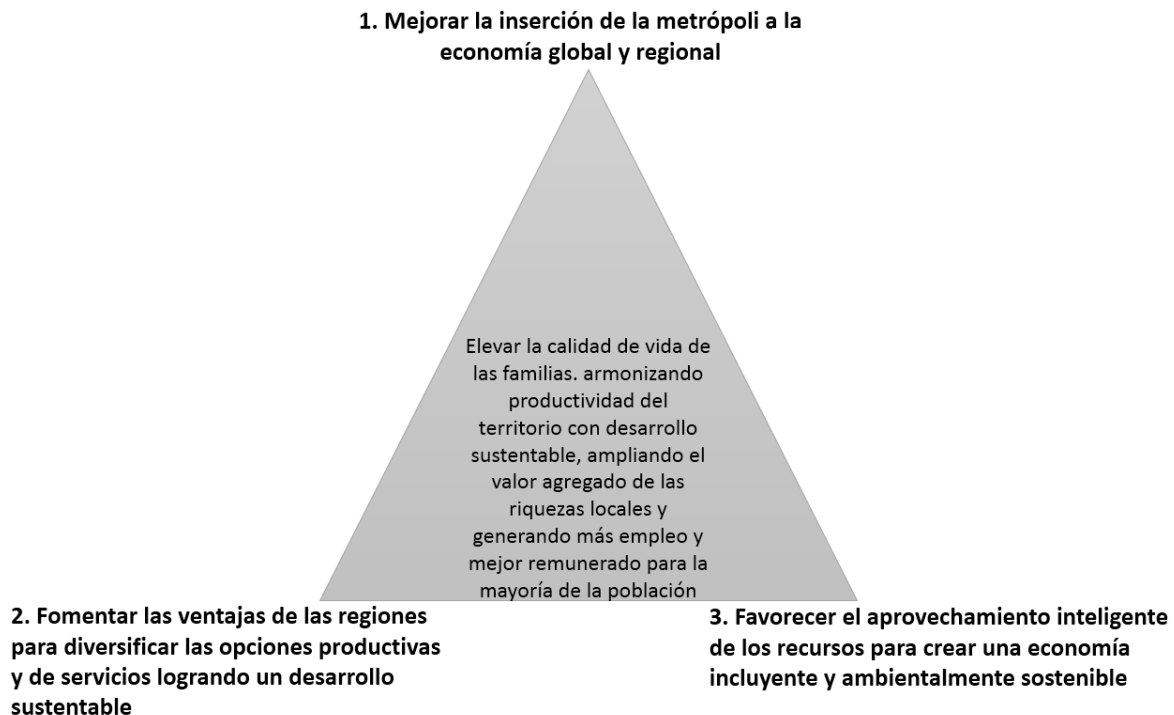 1. Mejorar la inserción de la metrópoli a la
economía global y regional
Elevar la calidad de vida de
las familias. armonizando
productividad del
territorio con desarrollo
sustentable, ampliando el
valor agregado de las
riquezas locales y
generando más empleo y
mejor remunerado para la
mayoría de la población
2. Fomentar las ventajas de las regiones
para diversificar las opciones productivas
y de servicios logrando un desarrollo
sustentable
3. Favorecer el aprovechamiento inteligente
de los recursos para crear una economía
incluyente y ambientalmente sostenible